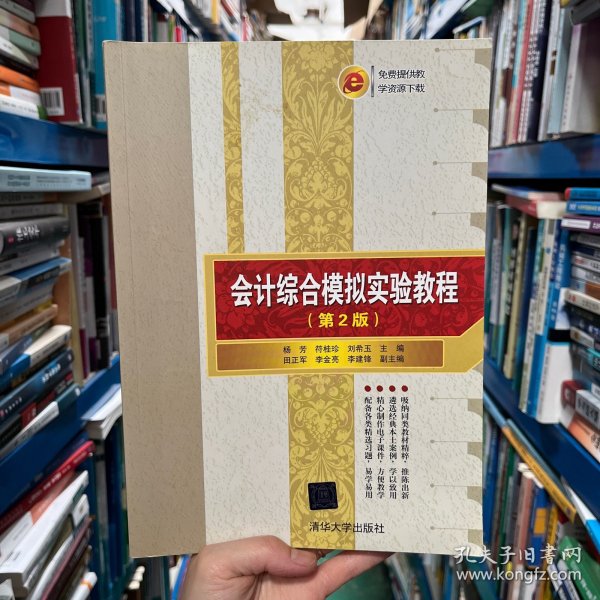 免费提供教
学资源下载
会计综合模拟实验教程
（第2版）
杨 芳 符桂珍 刘希玉 主 编
田正军 李金亮 李建锋 副主编
吸纳同类教材精粹，推陈出新
遴选经典本土案例，学以致用
精心制作电子课件，方便教学
配备各类精选习题，易学易用
清华大学出版社
孔夫子旧书网
www.kongfz.com